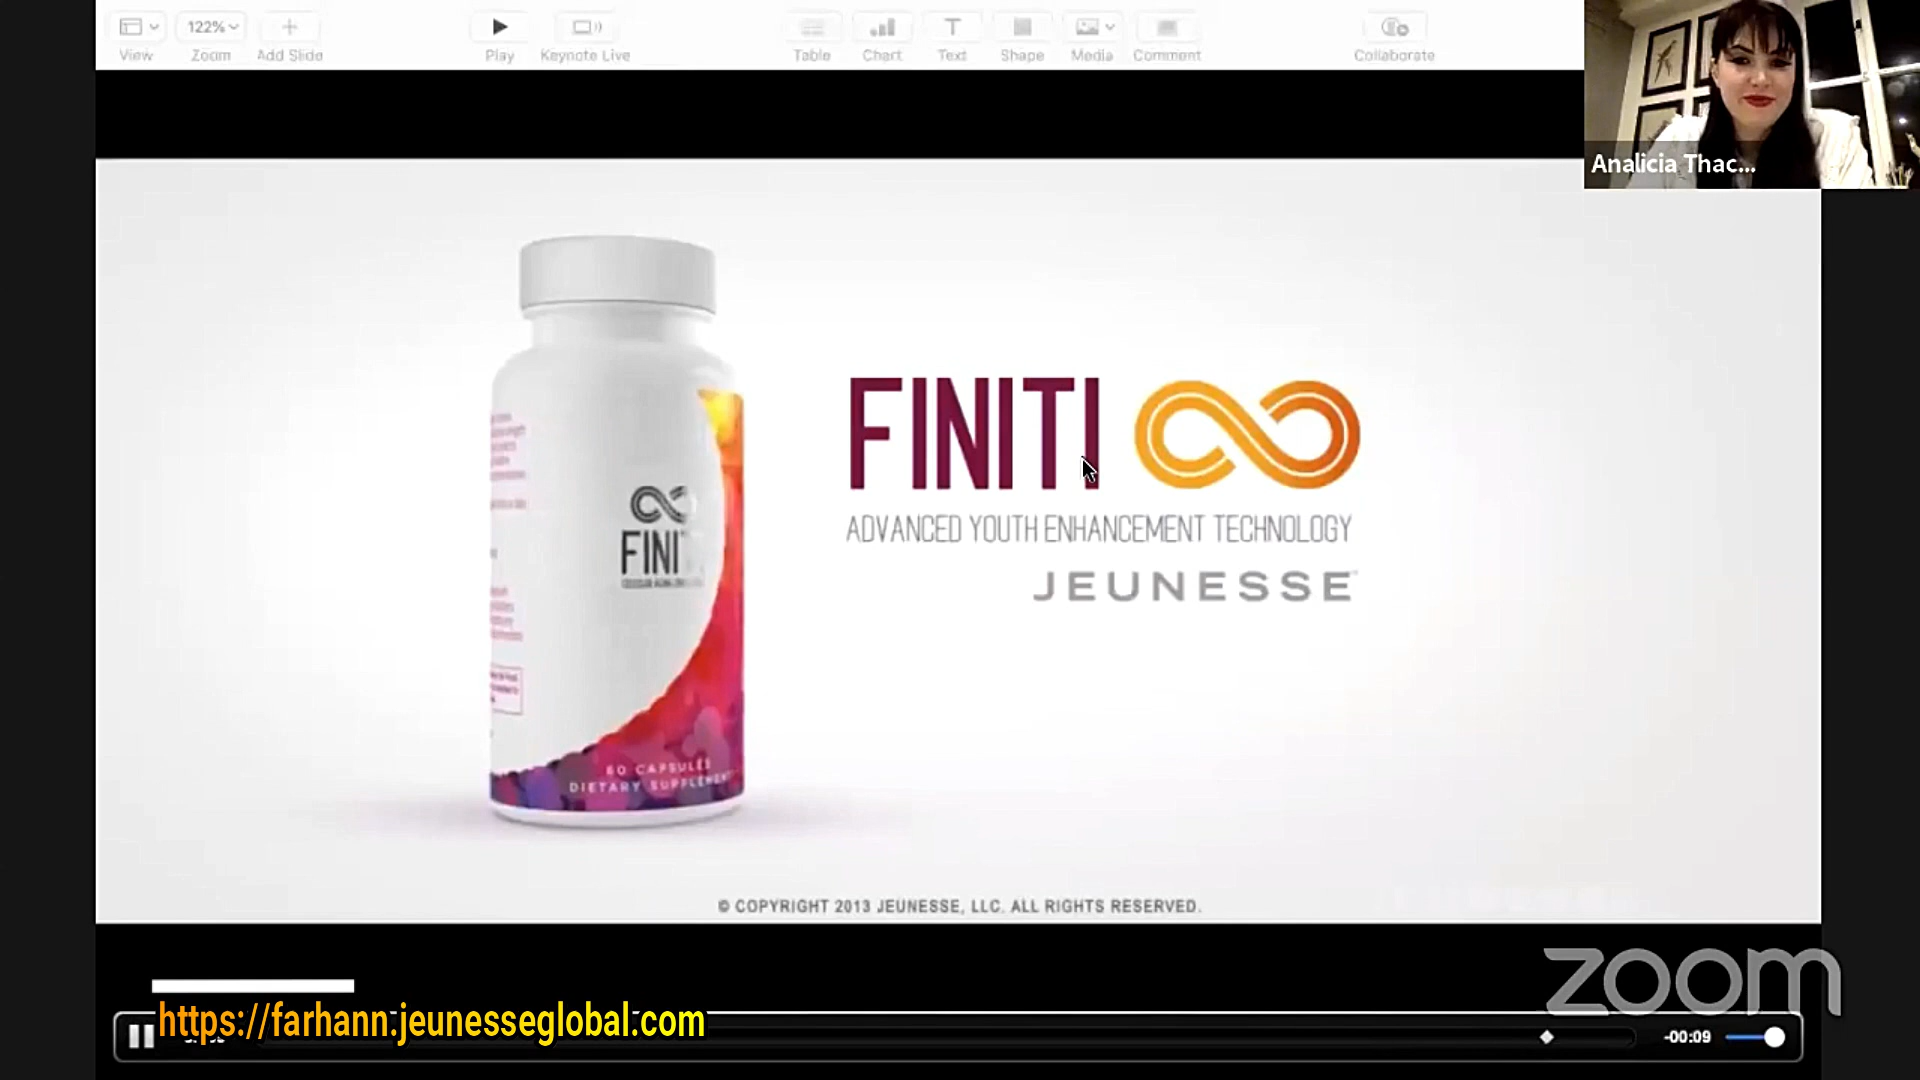 122%
View
Zoom
Add Slide
Play
Keynote Live
Table
Chart
Text
Shape
Media
Comment
Collaborate
Analicia Thac...
FINITI
ADVANCED YOUTH ENHANCEMENT TECHNOLOGY
JEUNESSE
FINIT
60 CAPSULES
DIETARY SUPPLEMENT
© COPYRIGHT 2013 JEUNESSE, LLC. ALL RIGHTS RESERVED.
zoom
https://farhann.jeunesseglobal.com
-00:09